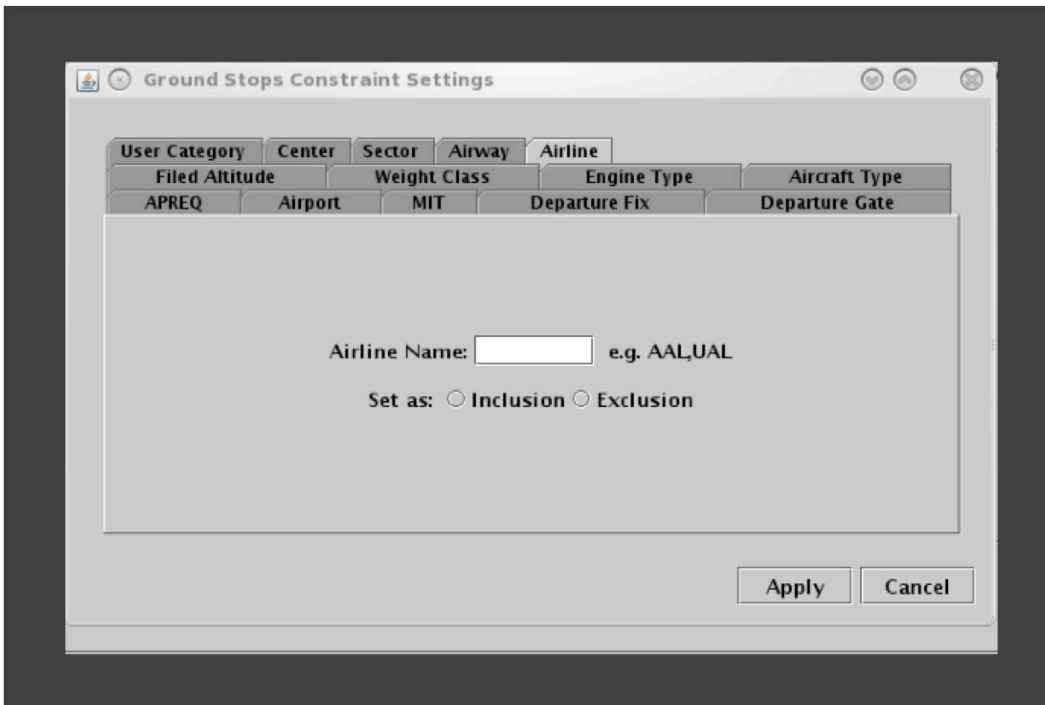 Ground Stops Constraint Settings
User Category Center Sector Airway Airline
Filed Altitude Weight Class Engine Type Aircraft Type
APREQ Airport MIT Departure Fix Departure Gate
Airline Name: e.g. AAL,UAL
Set as: Inclusion Exclusion
Apply Cancel